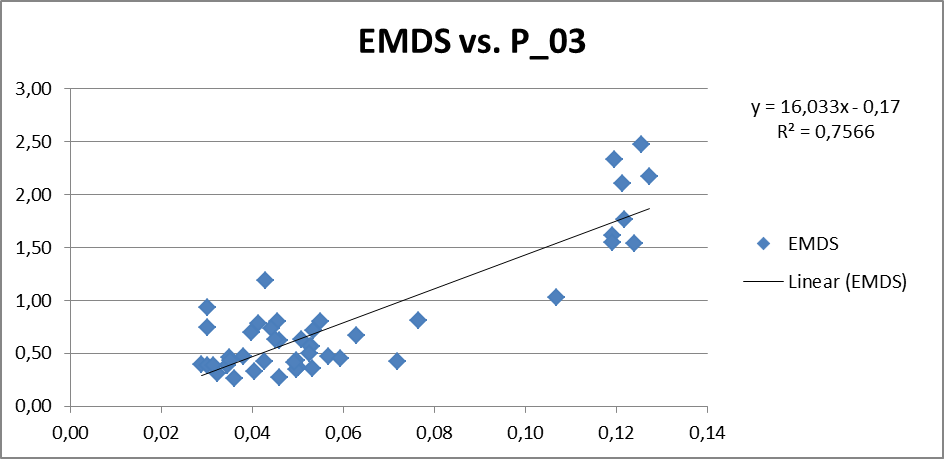 EMDS vs. P_03
3,00
2,50
2,00
1,50
1,00
0,50
0,00
0,00 0,02 0,04 0,06 0,08 0,10 0,12 0,14
y = 16,033x - 0,17
R² = 0,7566
EMDS
Linear (EMDS)